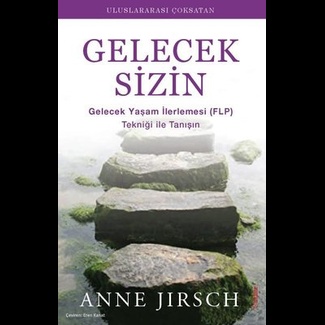 ULUSLARARASI ÇOKSATAN
GELECEK
SİZİN
Gelecek Yaşam İlerlemesi (FLP)
Tekniği ile Tanışın
ANNE JIRSCH